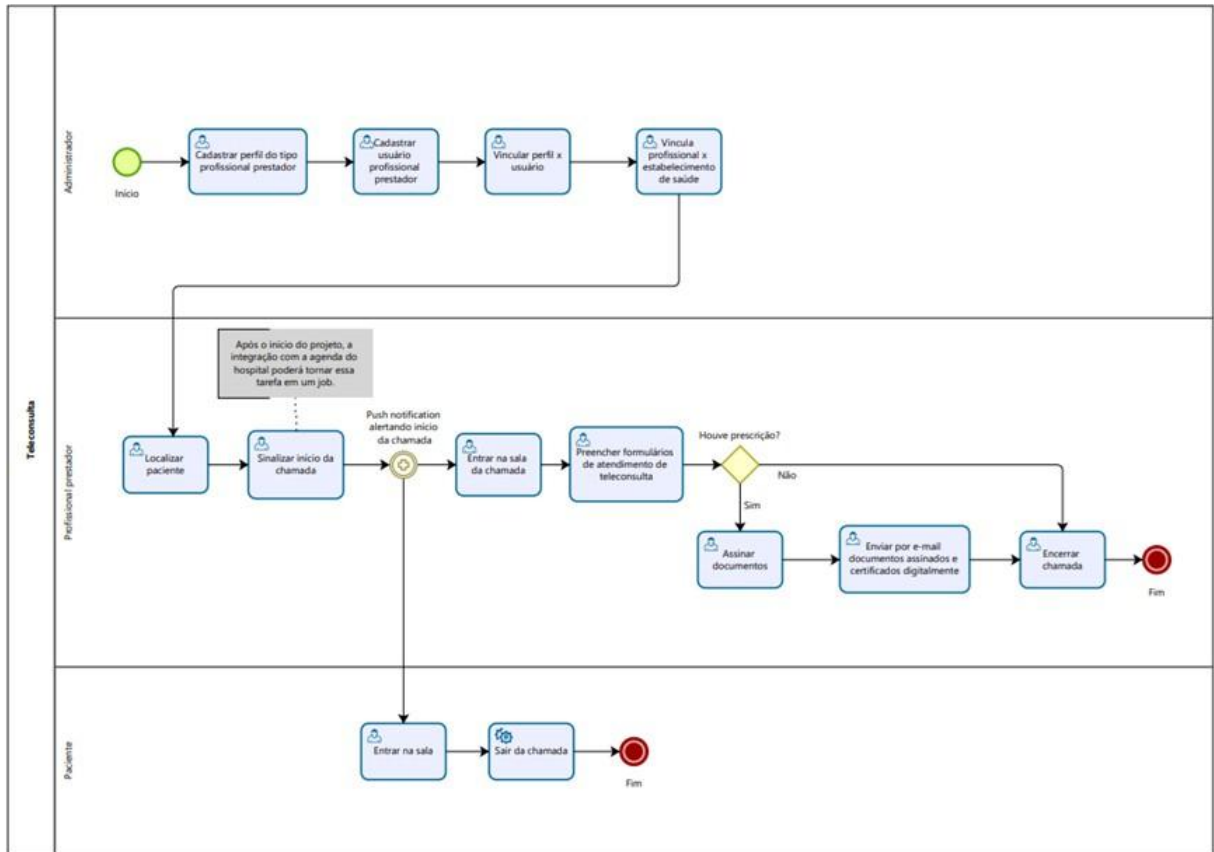 Teleconsulta
Administrador
Início
Cadastrar perfil do tipo
profissional prestador
Cadastrar
usuário
profissional
prestador
Vincular perfil x
usuário
Vincula
profissional x
estabelecimento
de saúde
Profissional prestador
Após o início do projeto, a
integração com a agenda do
hospital poderá tornar essa
tarefa em um job.
Localizar
paciente
Sinalizar início da
chamada
Push notification
alertando início
da chamada
Entrar na sala
da chamada
Preencher formulários
de atendimento de
teleconsulta
Houve prescrição?
Não
Sim
Assinar
documentos
Enviar por e-mail
documentos assinados e
certificados digitalmente
Encerrar
chamada
Fim
Paciente
Entrar na sala
Sair da chamada
Fim